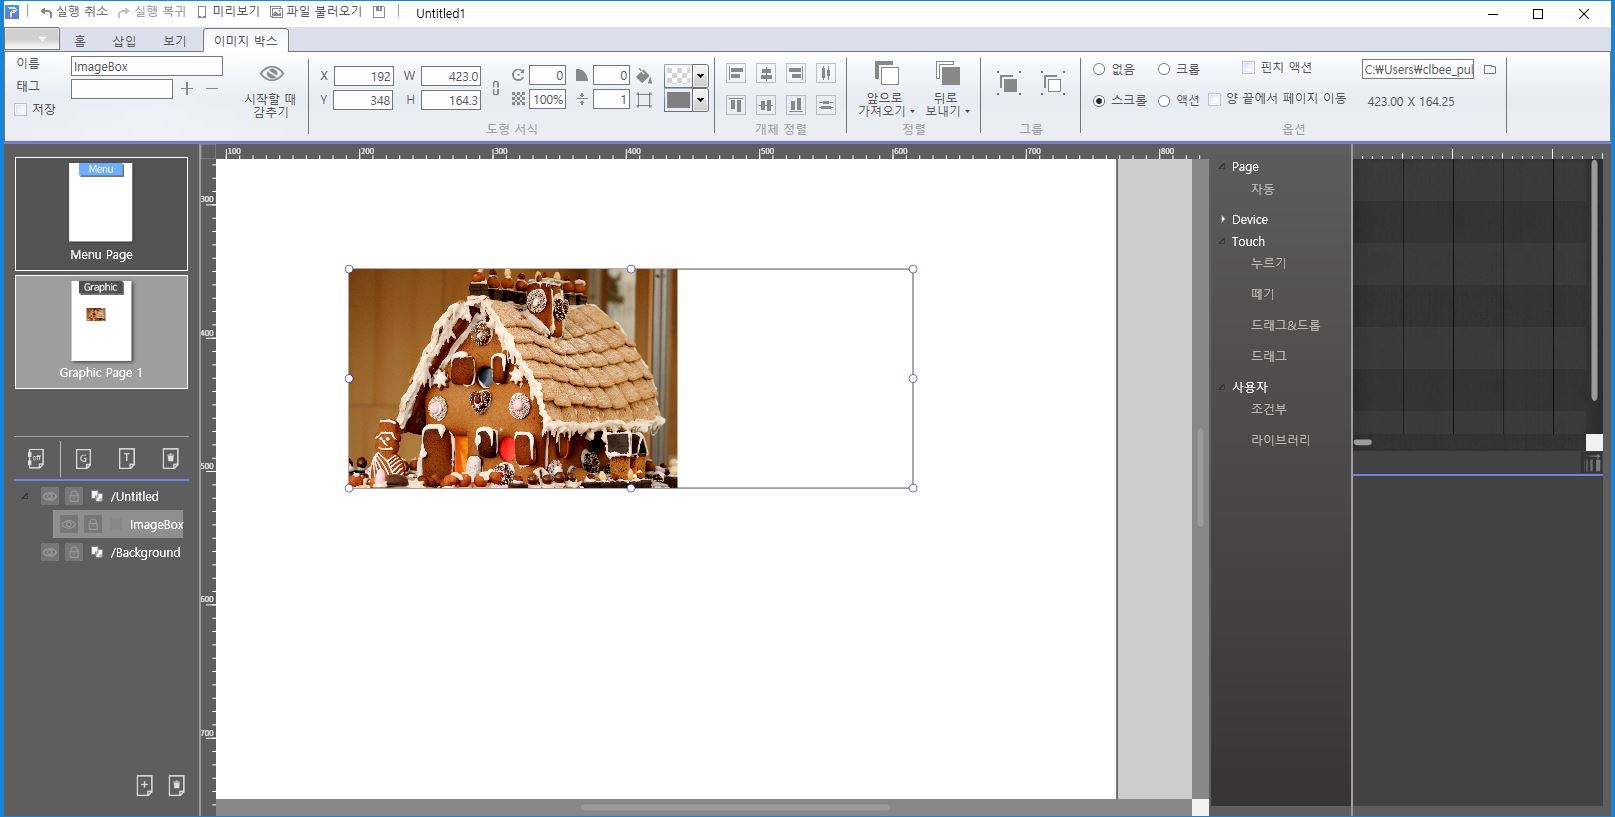 실행 취소 실행 복귀 미리보기 파일 불러오기 Untitled1
홈 삽입 보기 이미지 박스
이름 ImageBox
태그
저장
시작할 때
감추기
X 192 W 423.0 0 0
Y 348 H 164.3 100% 1
도형 서식
개체 정렬
앞으로
가져오기
뒤로
보내기
정렬
그룹
없음 크롭 핀치 액션 C:₩Users₩clbee_pul
스크롤 액션 양 끝에서 페이지 이동 423.00 X 164.25
옵션
Menu
Menu Page
Graphic
Graphic Page 1
off G T
/Untitled
ImageBox
/Background
100 200 300 400 500 600 700 800
300
400
500
600
700
Page
자동
Device
Touch
누르기
떼기
드래그&드롭
드래그
사용자
조건부
라이브러리